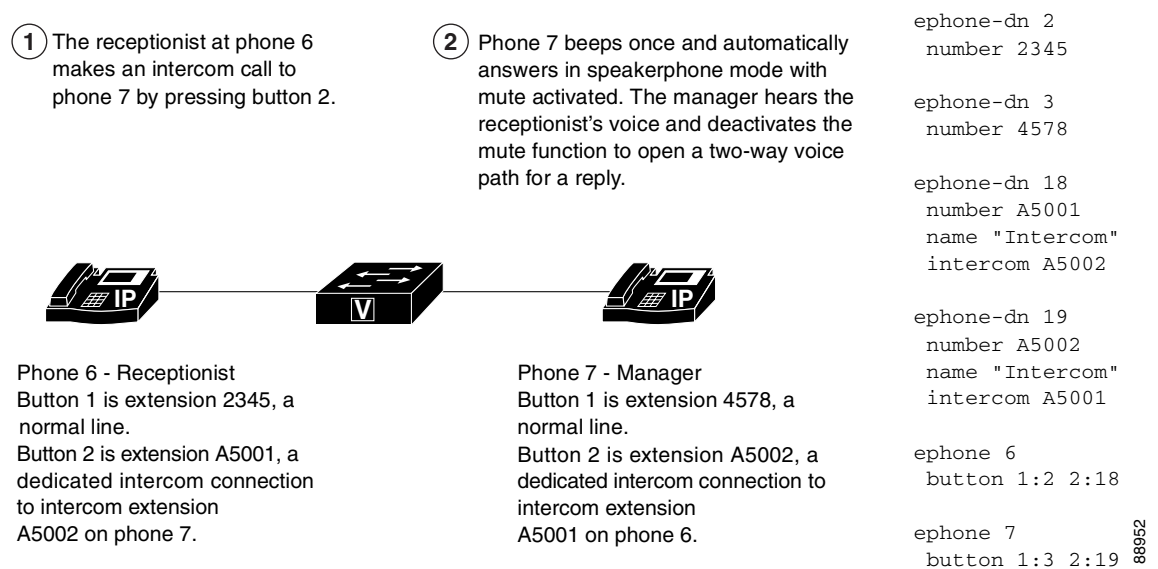 1 The receptionist at phone 6
makes an intercom call to
phone 7 by pressing button 2.
2 Phone 7 beeps once and automatically
answers in speakerphone mode with
mute activated. The manager hears the
receptionist's voice and deactivates the
mute function to open a two-way voice
path for a reply.
IP
V
IP
Phone 6 - Receptionist
Button 1 is extension 2345, a
normal line.
Button 2 is extension A5001, a
dedicated intercom connection
to intercom extension
A5002 on phone 7.
Phone 7 - Manager
Button 1 is extension 4578, a
normal line.
Button 2 is extension A5002, a
dedicated intercom connection to
intercom extension
A5001 on phone 6.
ephone-dn 2
number 2345
ephone-dn 3
number 4578
ephone-dn 18
number A5001
name "Intercom"
intercom A5002
ephone-dn 19
number A5002
name "Intercom"
intercom A5001
ephone 6
button 1:2 2:18
ephone 7
button 1:3 2:19
88952